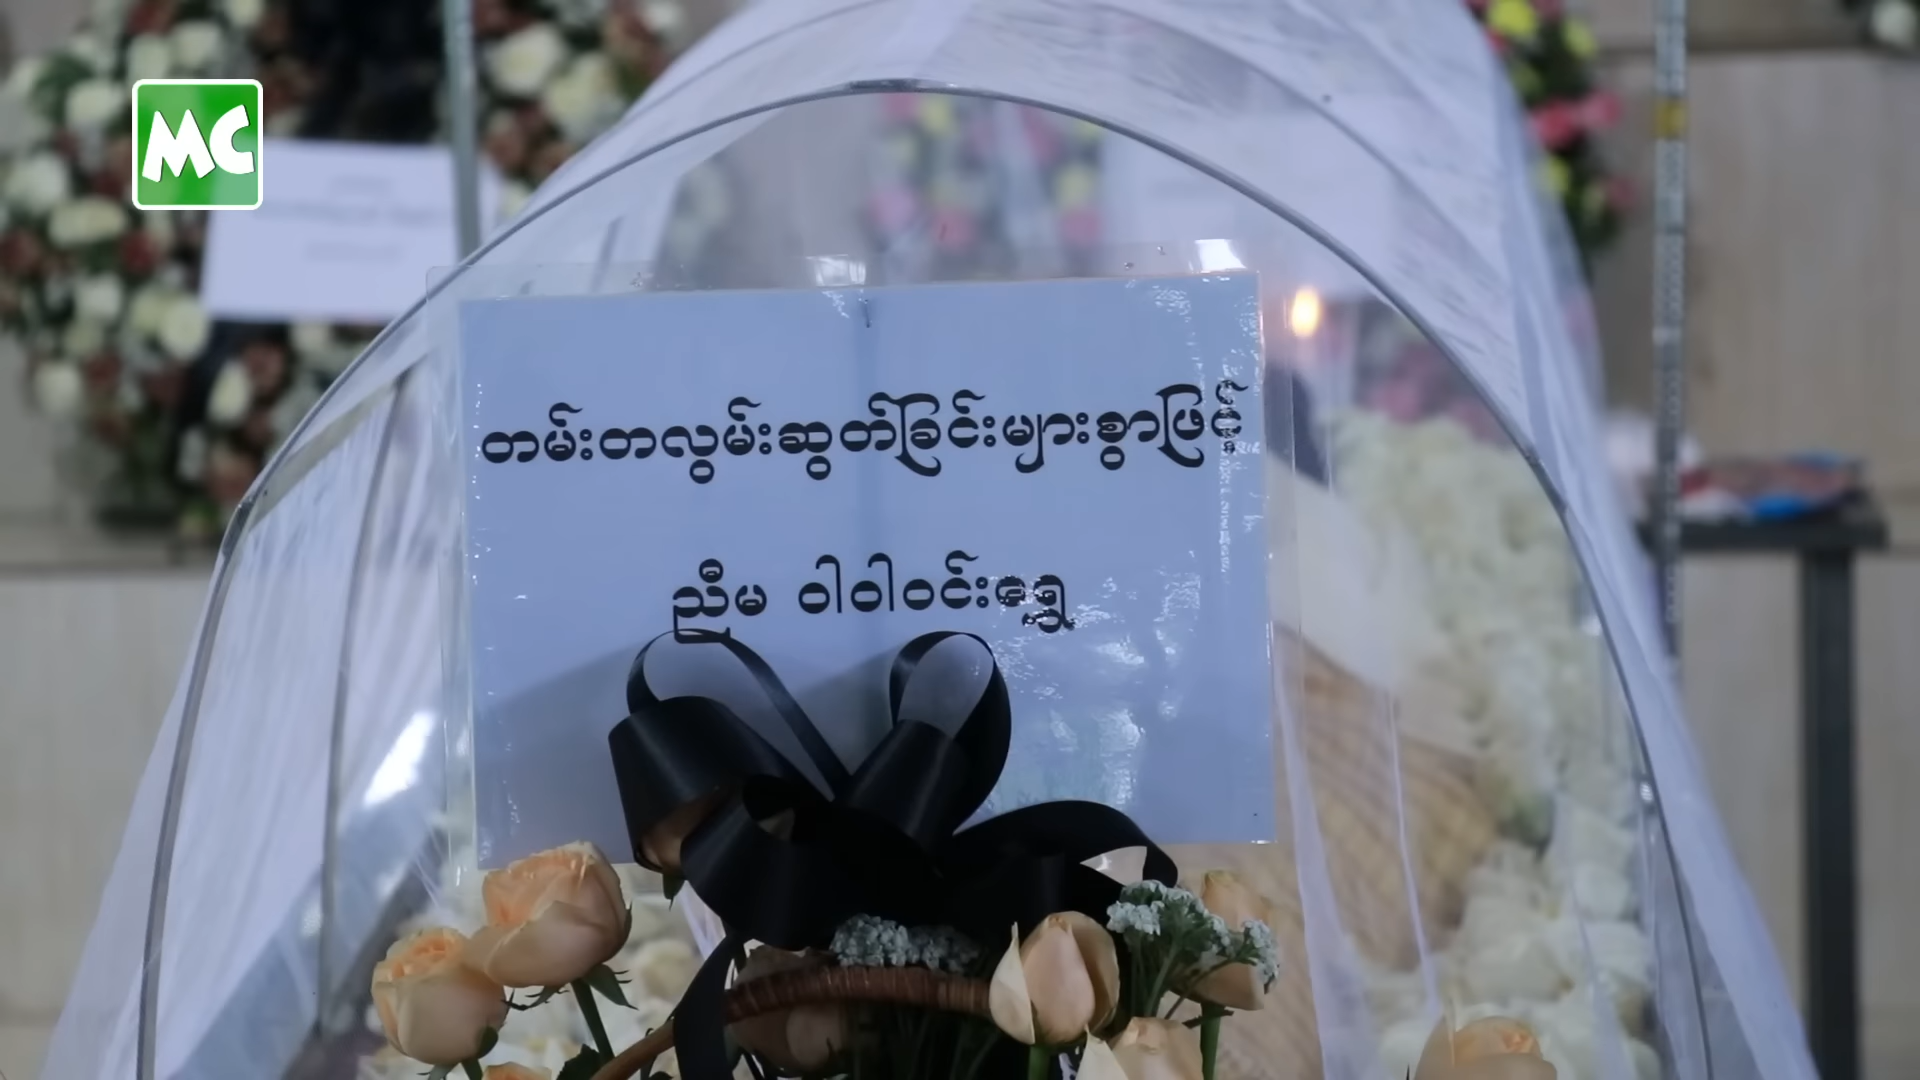 MC
တမ်းတလွမ်းဆွတ်ခြင်းများစွာဖြင့်
ညီမ ဝါဝါဝင်းရွှေ